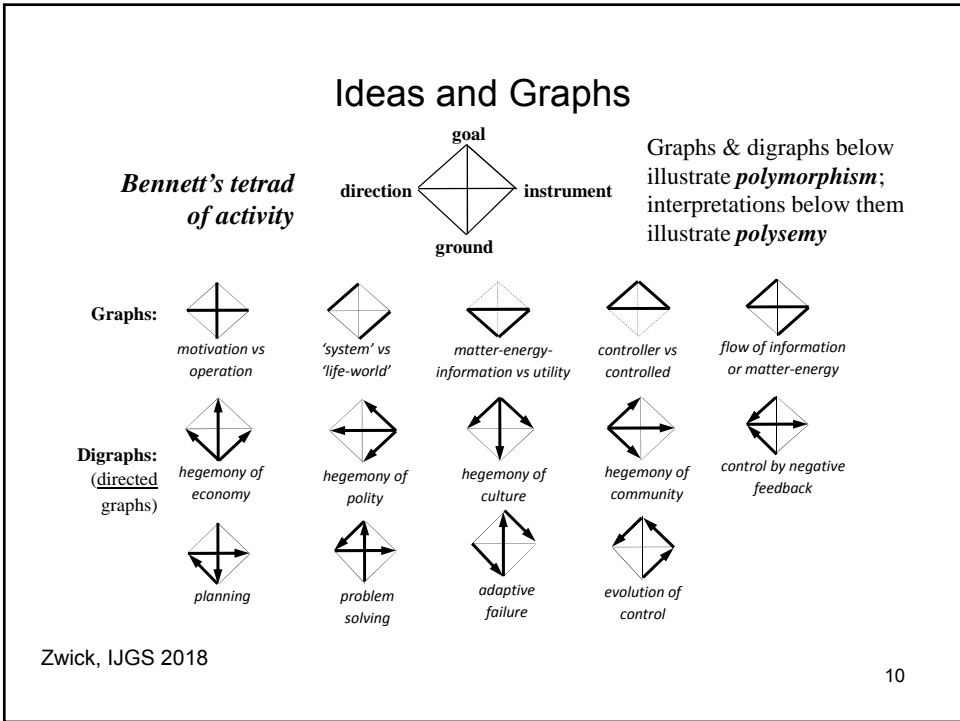 Ideas and Graphs
Bennett's tetrad
of activity
goal
direction
instrument
ground
Graphs & digraphs below
illustrate polymorphism;
interpretations below them
illustrate polysemy
Graphs:
motivation vs
operation
'system' vs
'life-world'
matter-energy-
information vs utility
controller vs
controlled
flow of information
or matter-energy
Digraphs:
(directed
graphs)
hegemony of
economy
hegemony of
polity
hegemony of
culture
hegemony of
community
control by negative
feedback
planning
problem
solving
adaptive
failure
evolution of
control
Zwick, IJGS 2018
10